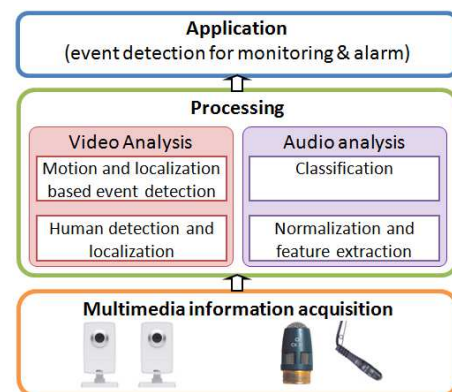 Application
(event detection for monitoring & alarm)
Processing
Video Analysis
Motion and localization
based event detection
Human detection and
localization
Audio analysis
Classification
Normalization and
feature extraction
Multimedia information acquisition